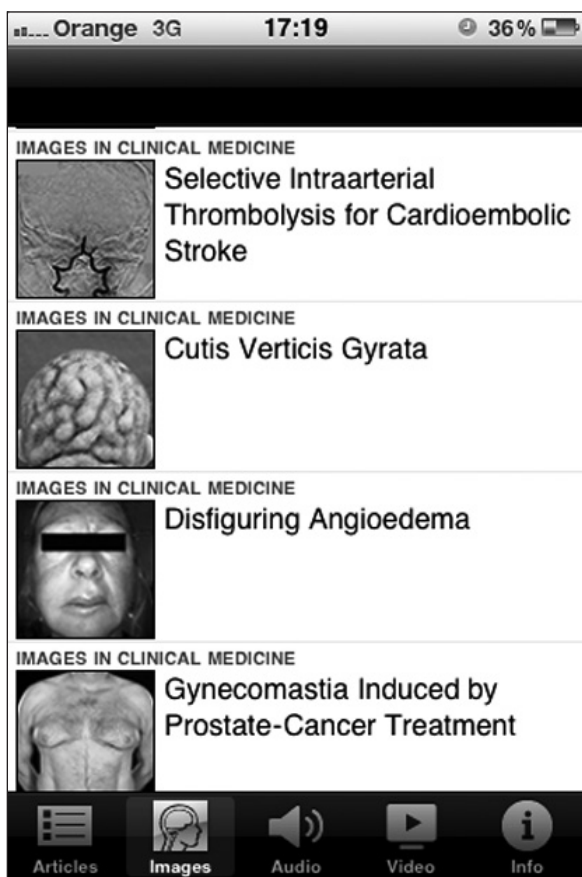 Orange 3G 17:19 36%
IMAGES IN CLINICAL MEDICINE
Selective Intraarterial
Thrombolysis for Cardioembolic
Stroke
IMAGES IN CLINICAL MEDICINE
Cutis Verticis Gyrata
IMAGES IN CLINICAL MEDICINE
Disfiguring Angioedema
IMAGES IN CLINICAL MEDICINE
Gynecomastia Induced by
Prostate-Cancer Treatment
Articles Images Audio Video Info